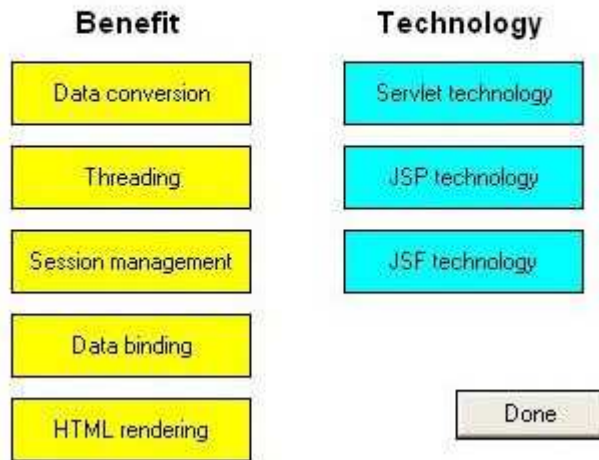 Benefit
Technology
Data conversion
Servlet technology
Threading
JSP technology
Session management
JSF technology
Data binding
HTML rendering
Done